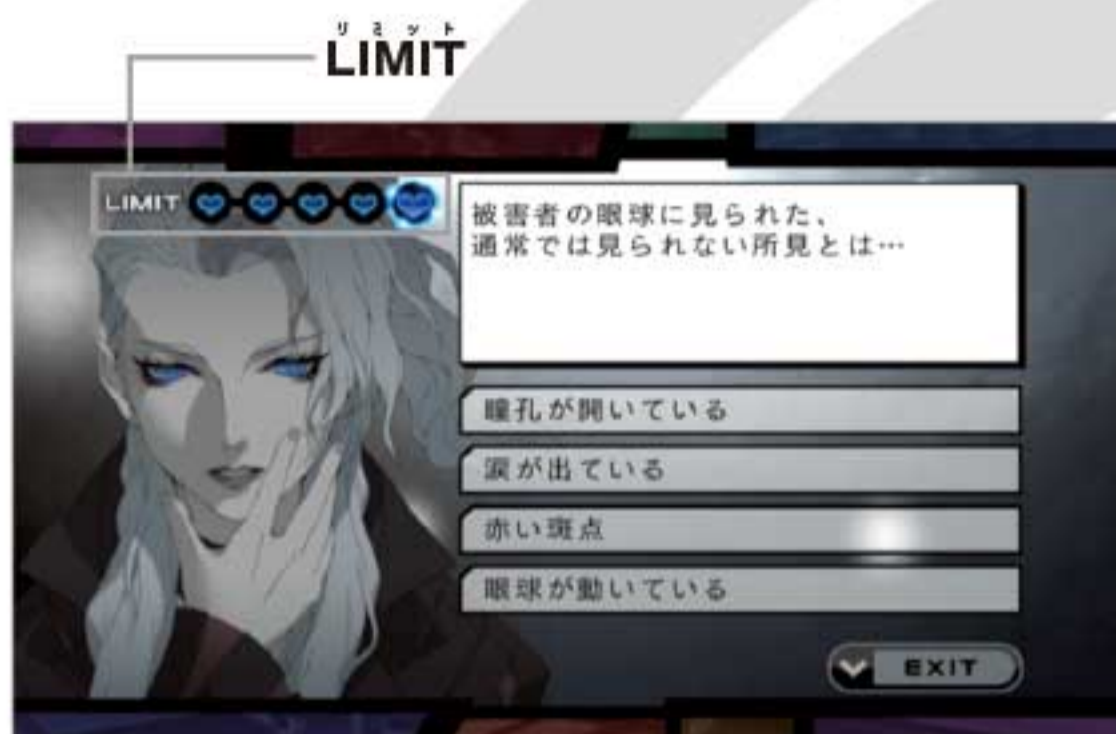 リミット
LIMIT
LIMIT
被害者の眼球に見られた、
通常では見られない所見とは…
瞳孔が開いている
涙が出ている
赤い斑点
眼球が動いている
EXIT